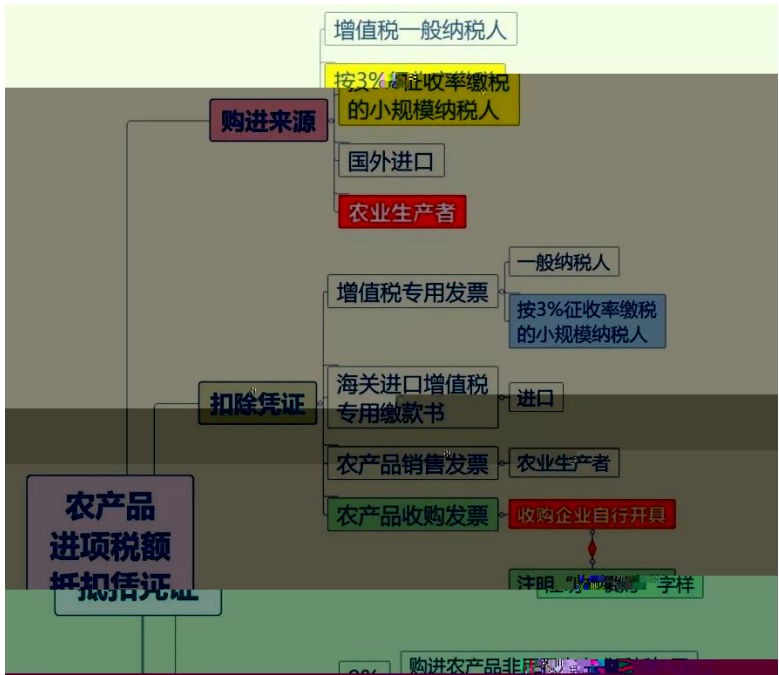 增值税一般纳税人
按3%征收率缴税
的小规模纳税人
购进来源
国外进口
农业生产者
一般纳税人
增值税专用发票
按3%征收率缴税
的小规模纳税人
海关进口增值税
专用缴款书
进口
扣除凭证
农产品销售发票
农业生产者
农产品收购发票
收购企业自行开具
农产品
进项税额
抵扣凭证
注明
字样
购进农产品非用